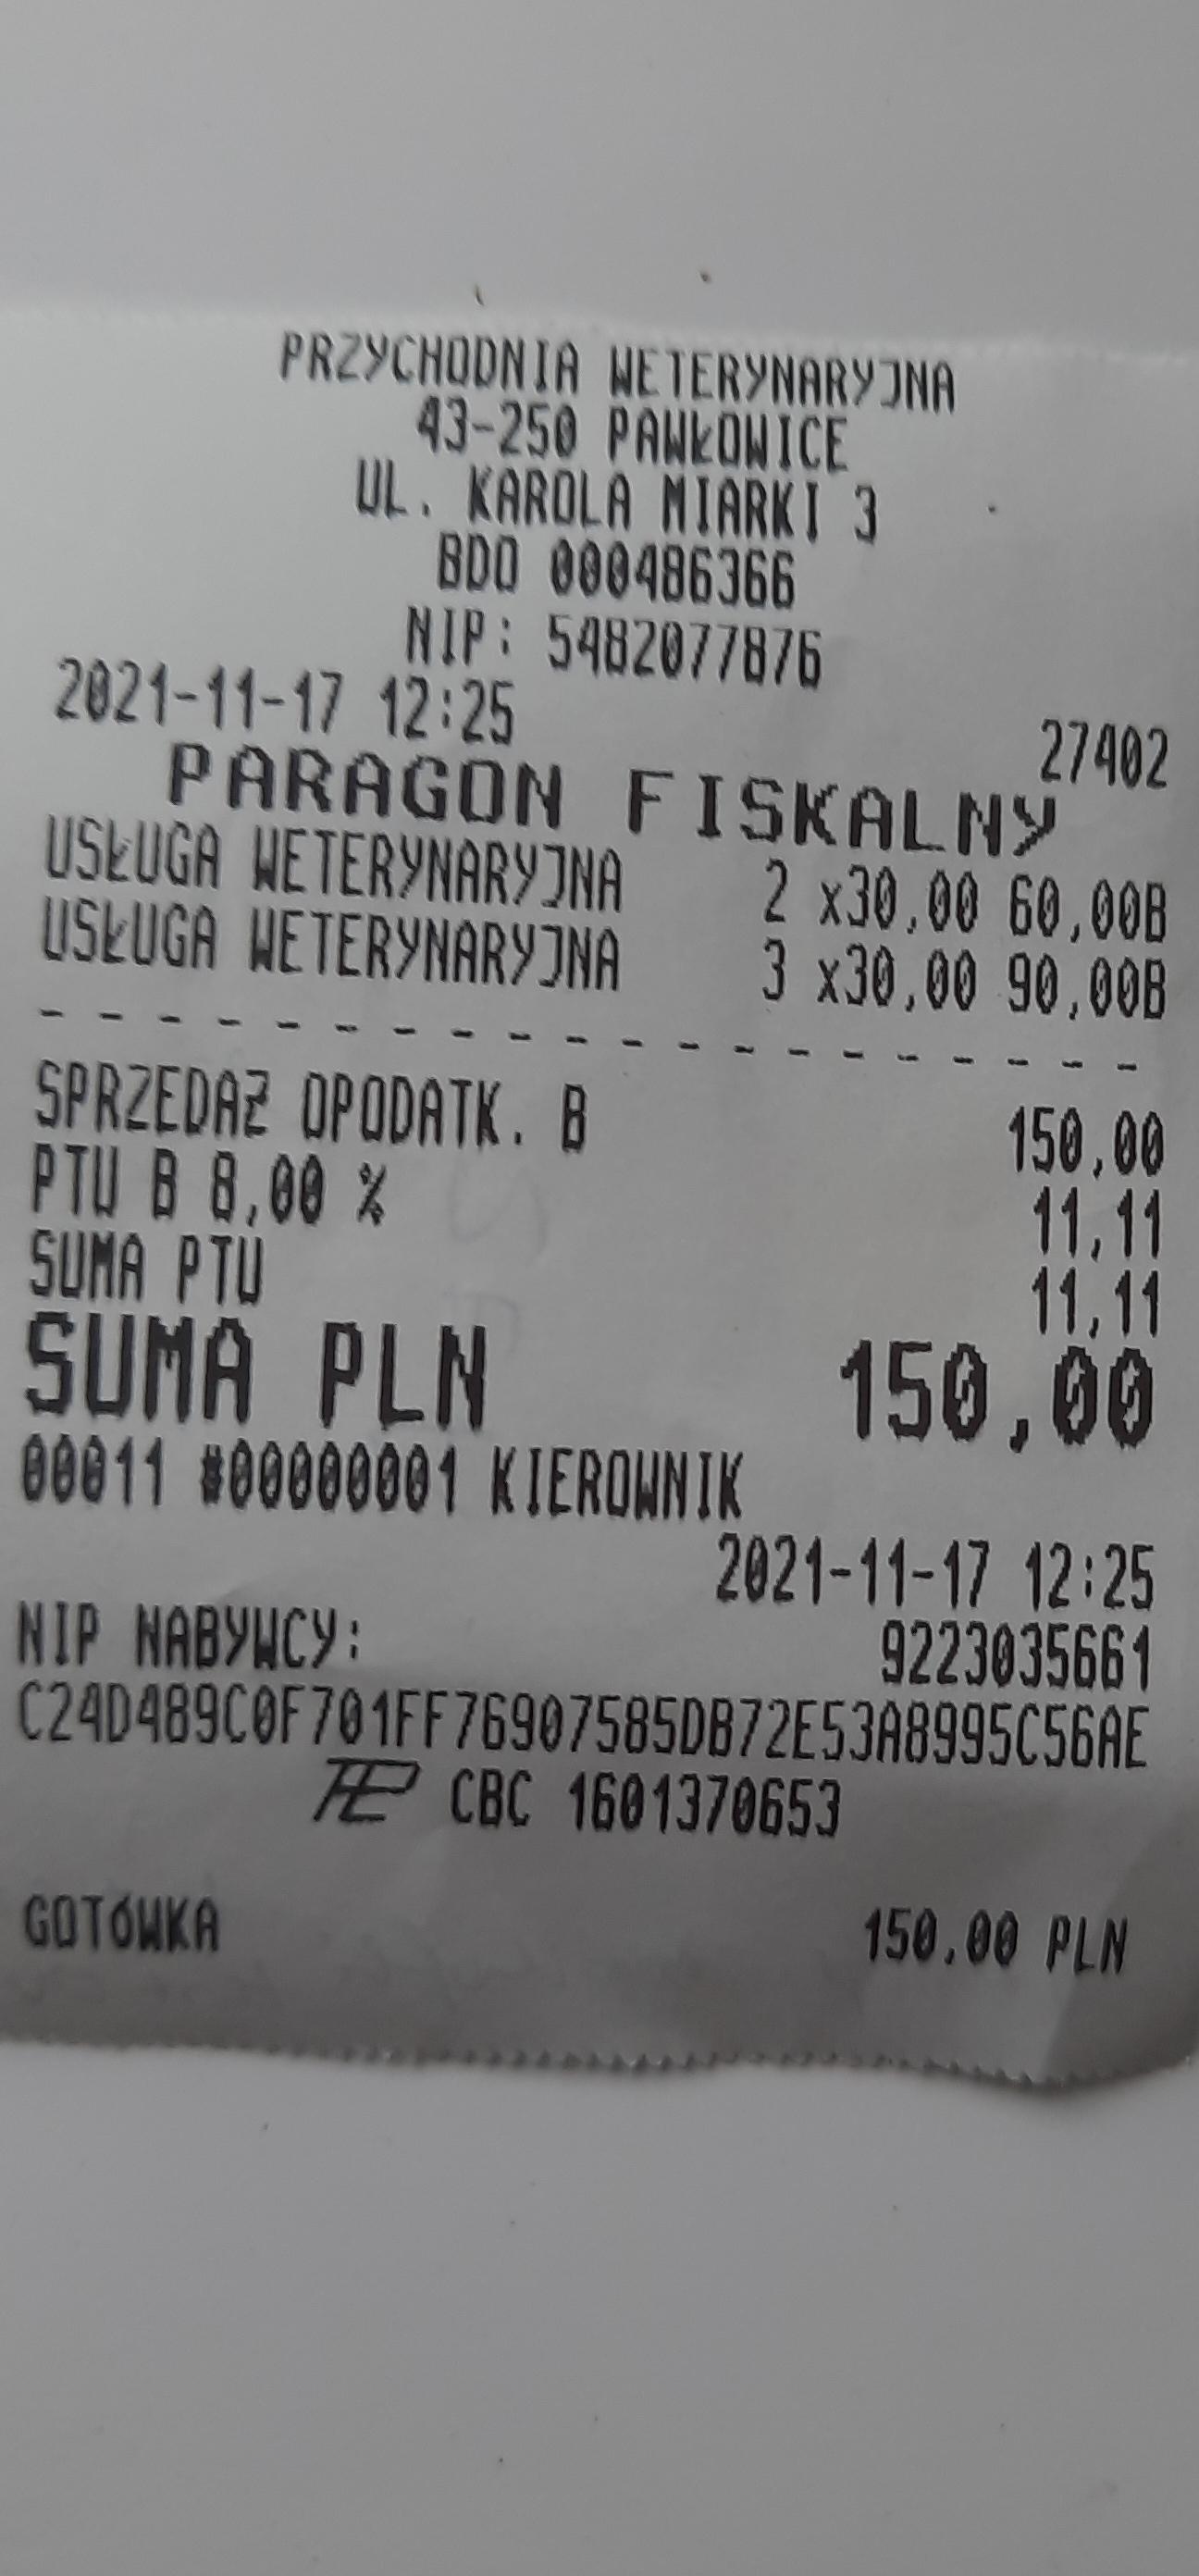 PRZYCHODNIA WETERYNARYJNA
43-250 PAWŁOWICE
UL. KAROLA MIARKI 3
BDO 000486366
NIP: 5482077876
2021-11-17 12:25 27402
PARAGON FISKALNY
USŁUGA WETERYNARYJNA 2 x30,00 60,00B
USŁUGA WETERYNARYJNA 3 x30,00 90,00B
- - - - - - - - - - - - - - - - - - - -
SPRZEDAŻ OPODATK. B 150,00
PTU B 8,00 % 11,11
SUMA PTU 11,11
SUMA PLN 150,00
00011 #00000001 KIEROWNIK
2021-11-17 12:25
NIP NABYWCY: 9223035661
C24D489C0F701FF76907585DB72E53A8995C56AE
CBC 1601370653
GOTÓWKA 150,00 PLN